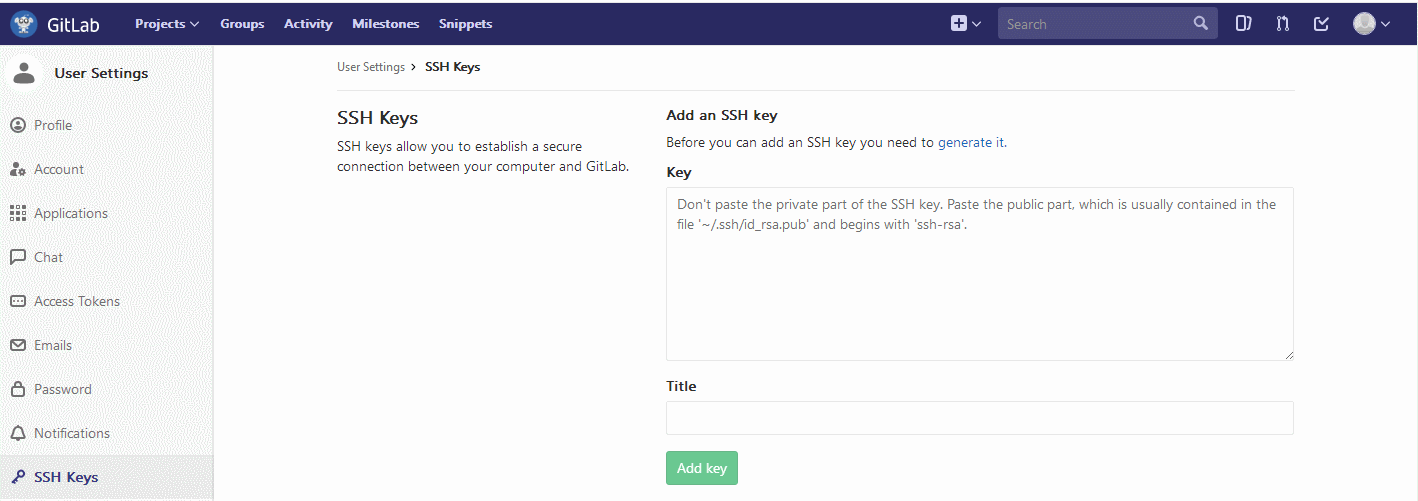 GitLab Projects Groups Activity Milestones Snippets Search
User Settings
Profile
Account
Applications
Chat
Access Tokens
Emails
Password
Notifications
SSH Keys
User Settings > SSH Keys
SSH Keys
SSH keys allow you to establish a secure
connection between your computer and GitLab.
Add an SSH key
Before you can add an SSH key you need to generate it.
Key
Don't paste the private part of the SSH key. Paste the public part, which is usually contained in the
file '~/.ssh/id_rsa.pub' and begins with 'ssh-rsa'.
Title
Add key